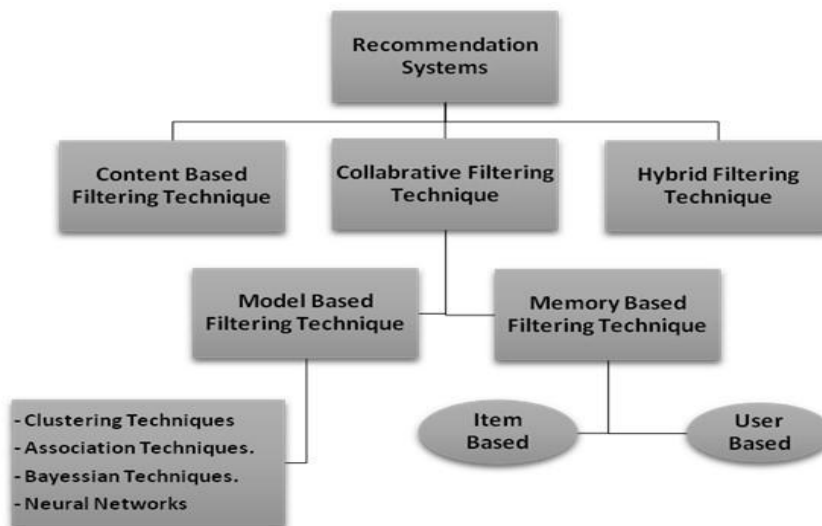 Recommendation
Systems
Content Based
Filtering Technique
Collabrative Filtering
Technique
Hybrid Filtering
Technique
Model Based
Filtering Technique
Memory Based
Filtering Technique
- Clustering Techniques
- Association Techniques.
- Bayessian Techniques.
- Neural Networks
Item
Based
User
Based